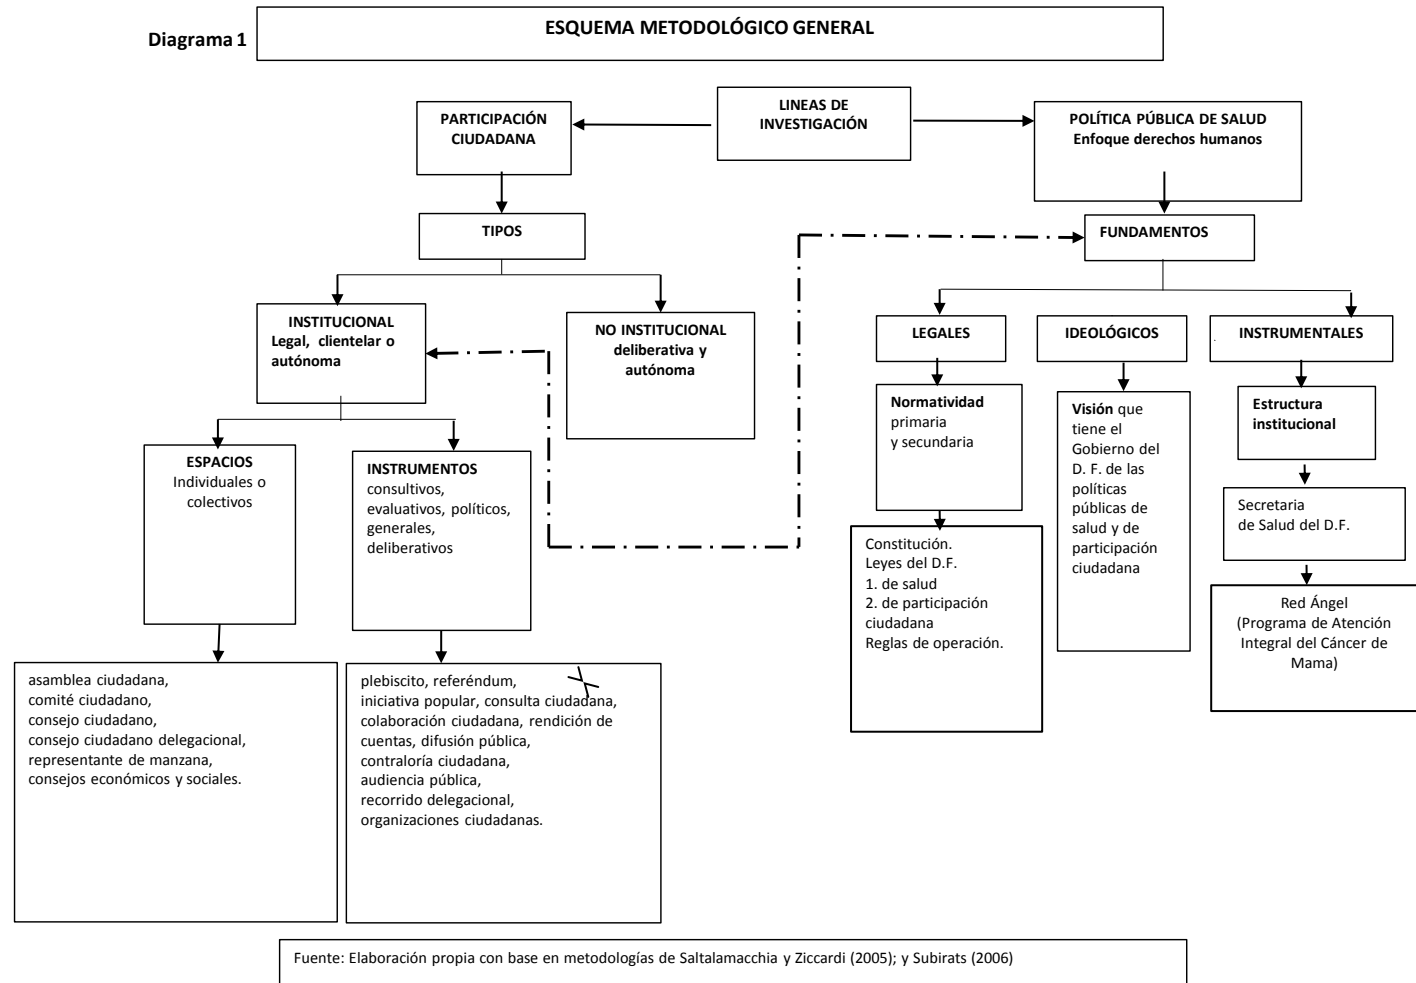 ESQUEMA METODOLÓGICO GENERAL
Diagrama 1
LINEAS DE
INVESTIGACIÓN
PARTICIPACIÓN
CIUDADANA
POLÍTICA PÚBLICA DE SALUD
Enfoque derechos humanos
TIPOS
FUNDAMENTOS
INSTITUCIONAL
Legal, clientelar o
autónoma
NO INSTITUCIONAL
deliberativa y
autónoma
LEGALES
IDEOLÓGICOS
INSTRUMENTALES
Normatividad
primaria
y secundaria
Visión que
tiene el
Gobierno del
D. F. de las
políticas
públicas de
salud y de
participación
ciudadana
Estructura
institucional
ESPACIOS
Individuales o
colectivos
INSTRUMENTOS
consultivos,
evaluativos, políticos,
generales,
deliberativos
Secretaria
de Salud del D.F.
Constitución.
Leyes del D.F.
1. de salud
2. de participación
ciudadana
Reglas de operación.
Red Ángel
(Programa de Atención
Integral del Cáncer de
Mama)
asamblea ciudadana,
comité ciudadano,
consejo ciudadano,
consejo ciudadano delegacional,
representante de manzana,
consejos económicos y sociales.
plebiscito, referéndum,
iniciativa popular, consulta ciudadana,
colaboración ciudadana, rendición de
cuentas, difusión pública,
contraloría ciudadana,
audiencia pública,
recorrido delegacional,
organizaciones ciudadanas.
Fuente: Elaboración propia con base en metodologías de Saltalamacchia y Ziccardi (2005); y Subirats (2006)